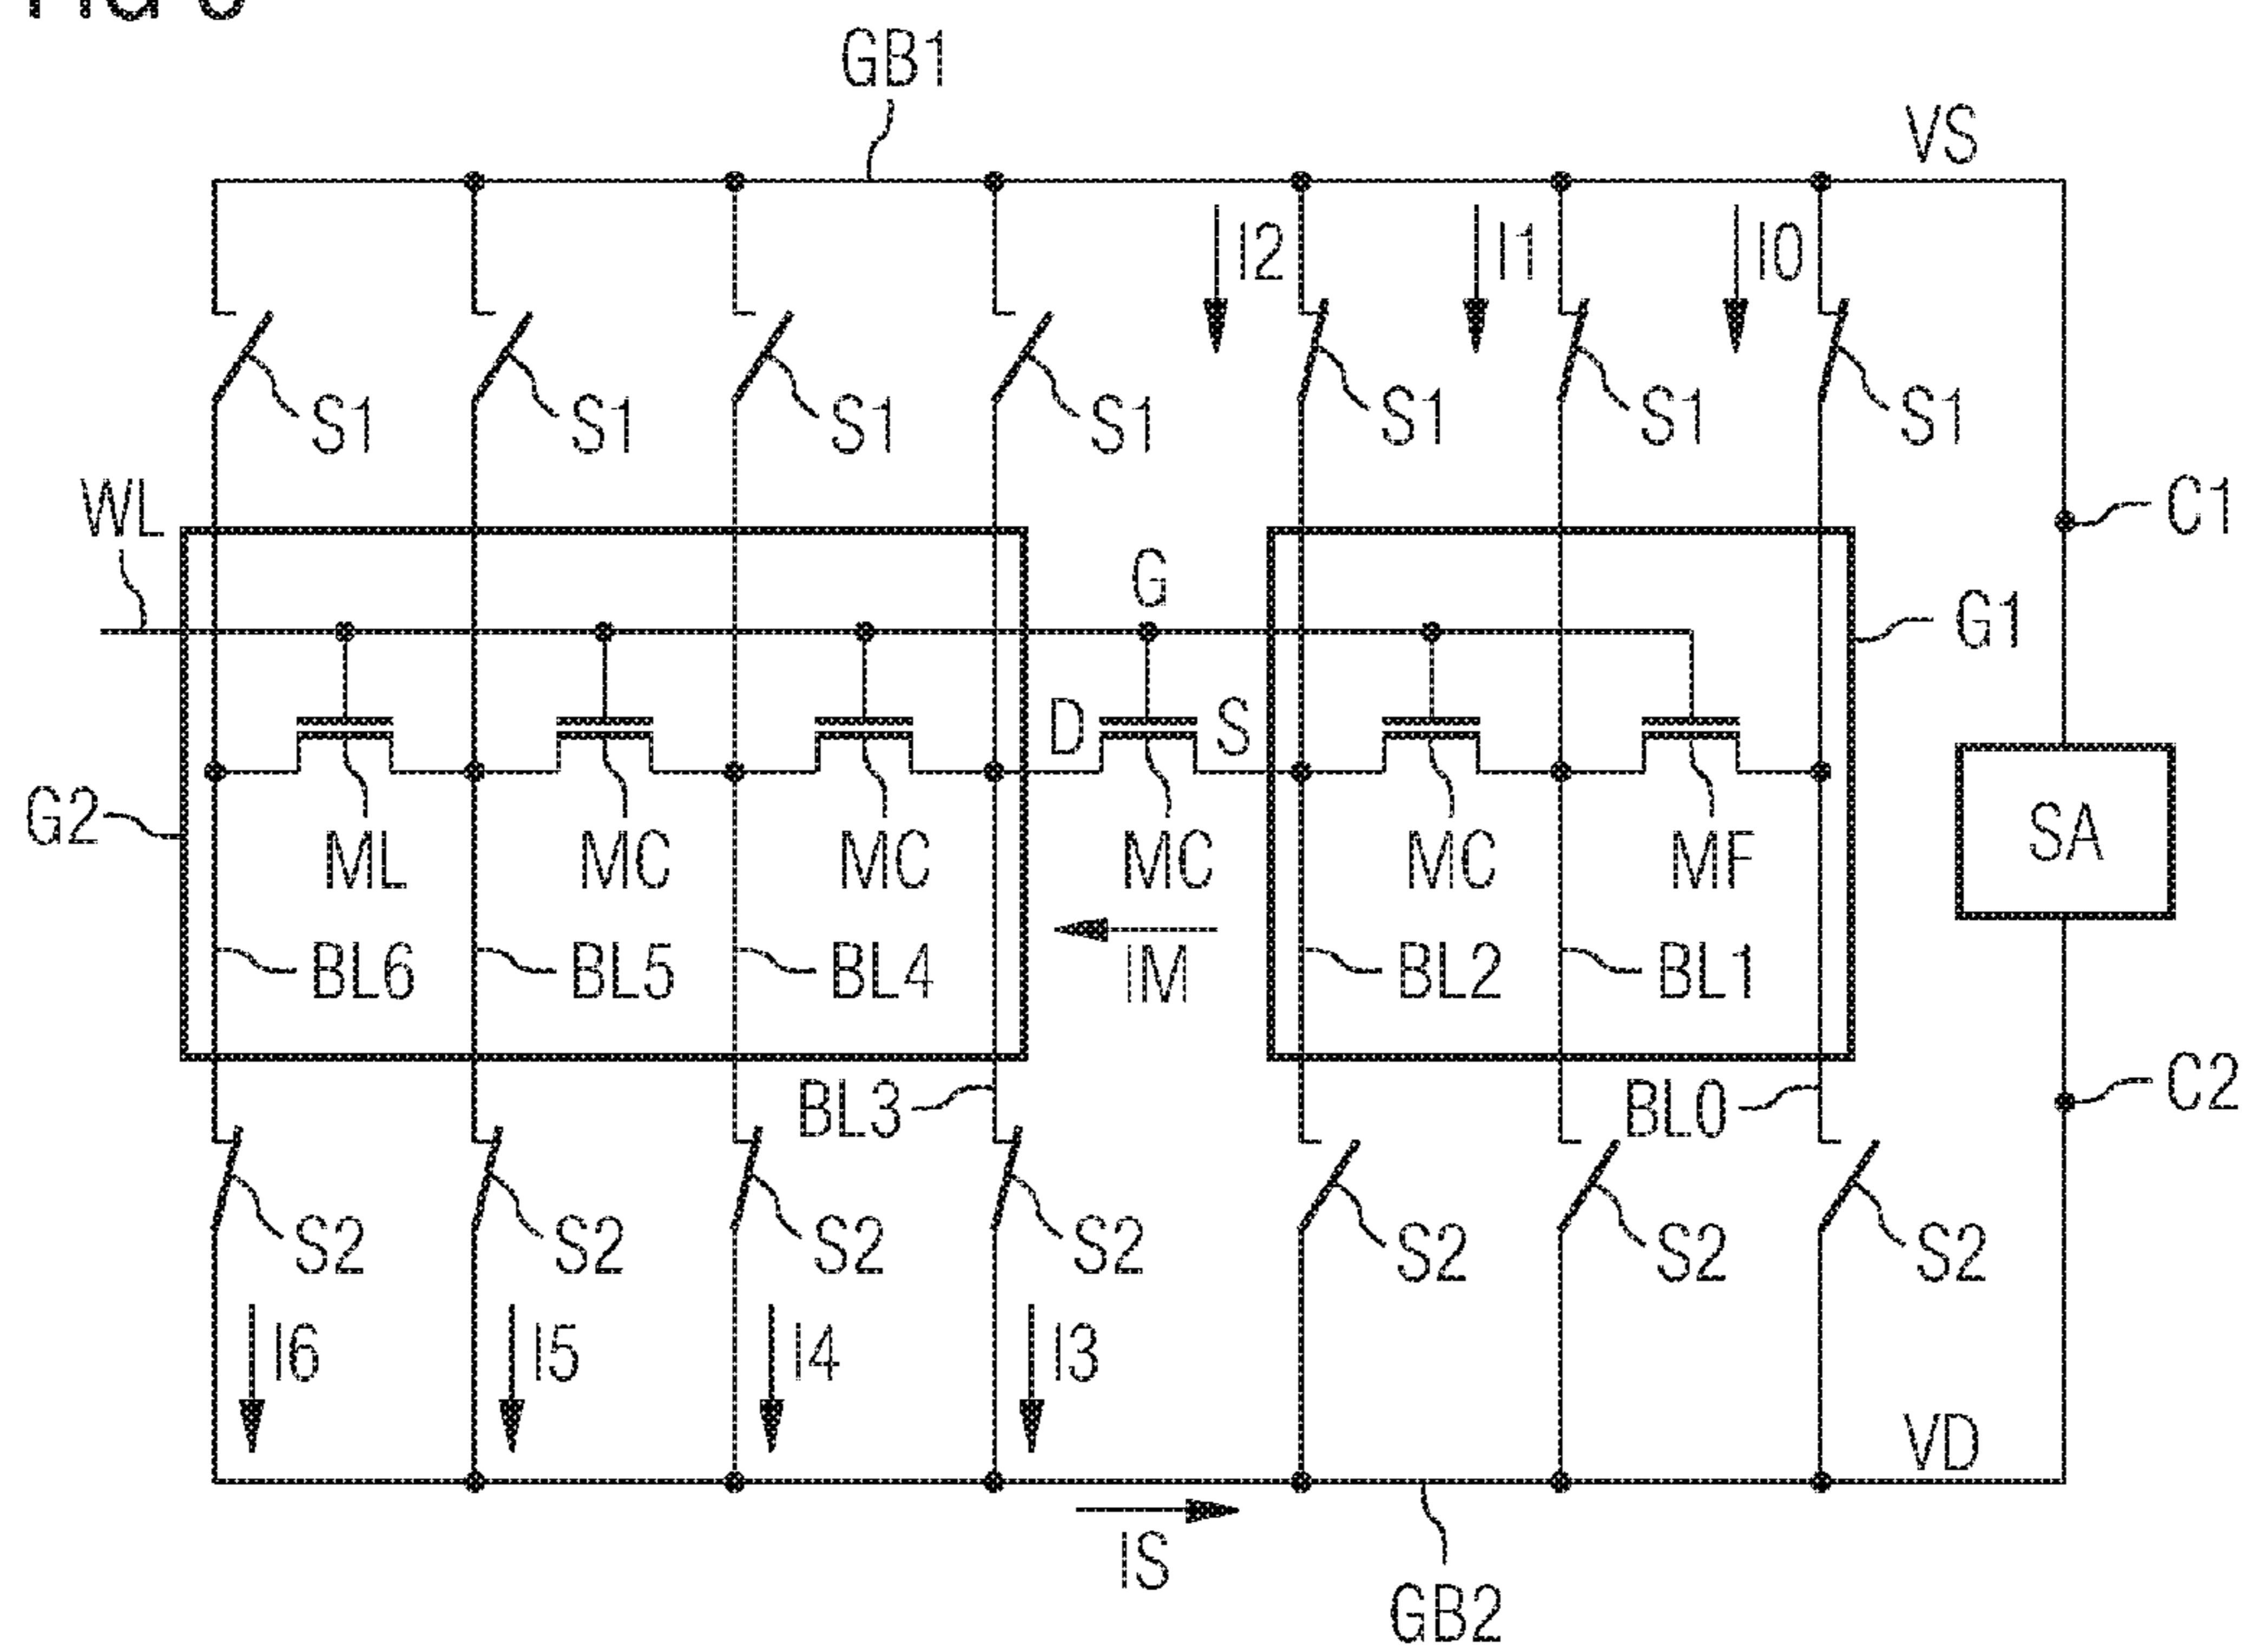 GB1
VS
I2 I1 I0
S1 S1 S1 S1 S1 S1 S1
WL
C1
G
G1
D S
G2
ML MC MC MC MC MF
SA
BL6 BL5 BL4 IM BL2 BL1
BL3 BL0
C2
S2 S2 S2 S2 S2 S2 S2
I6 I5 I4 I3
VD
IS
GB2